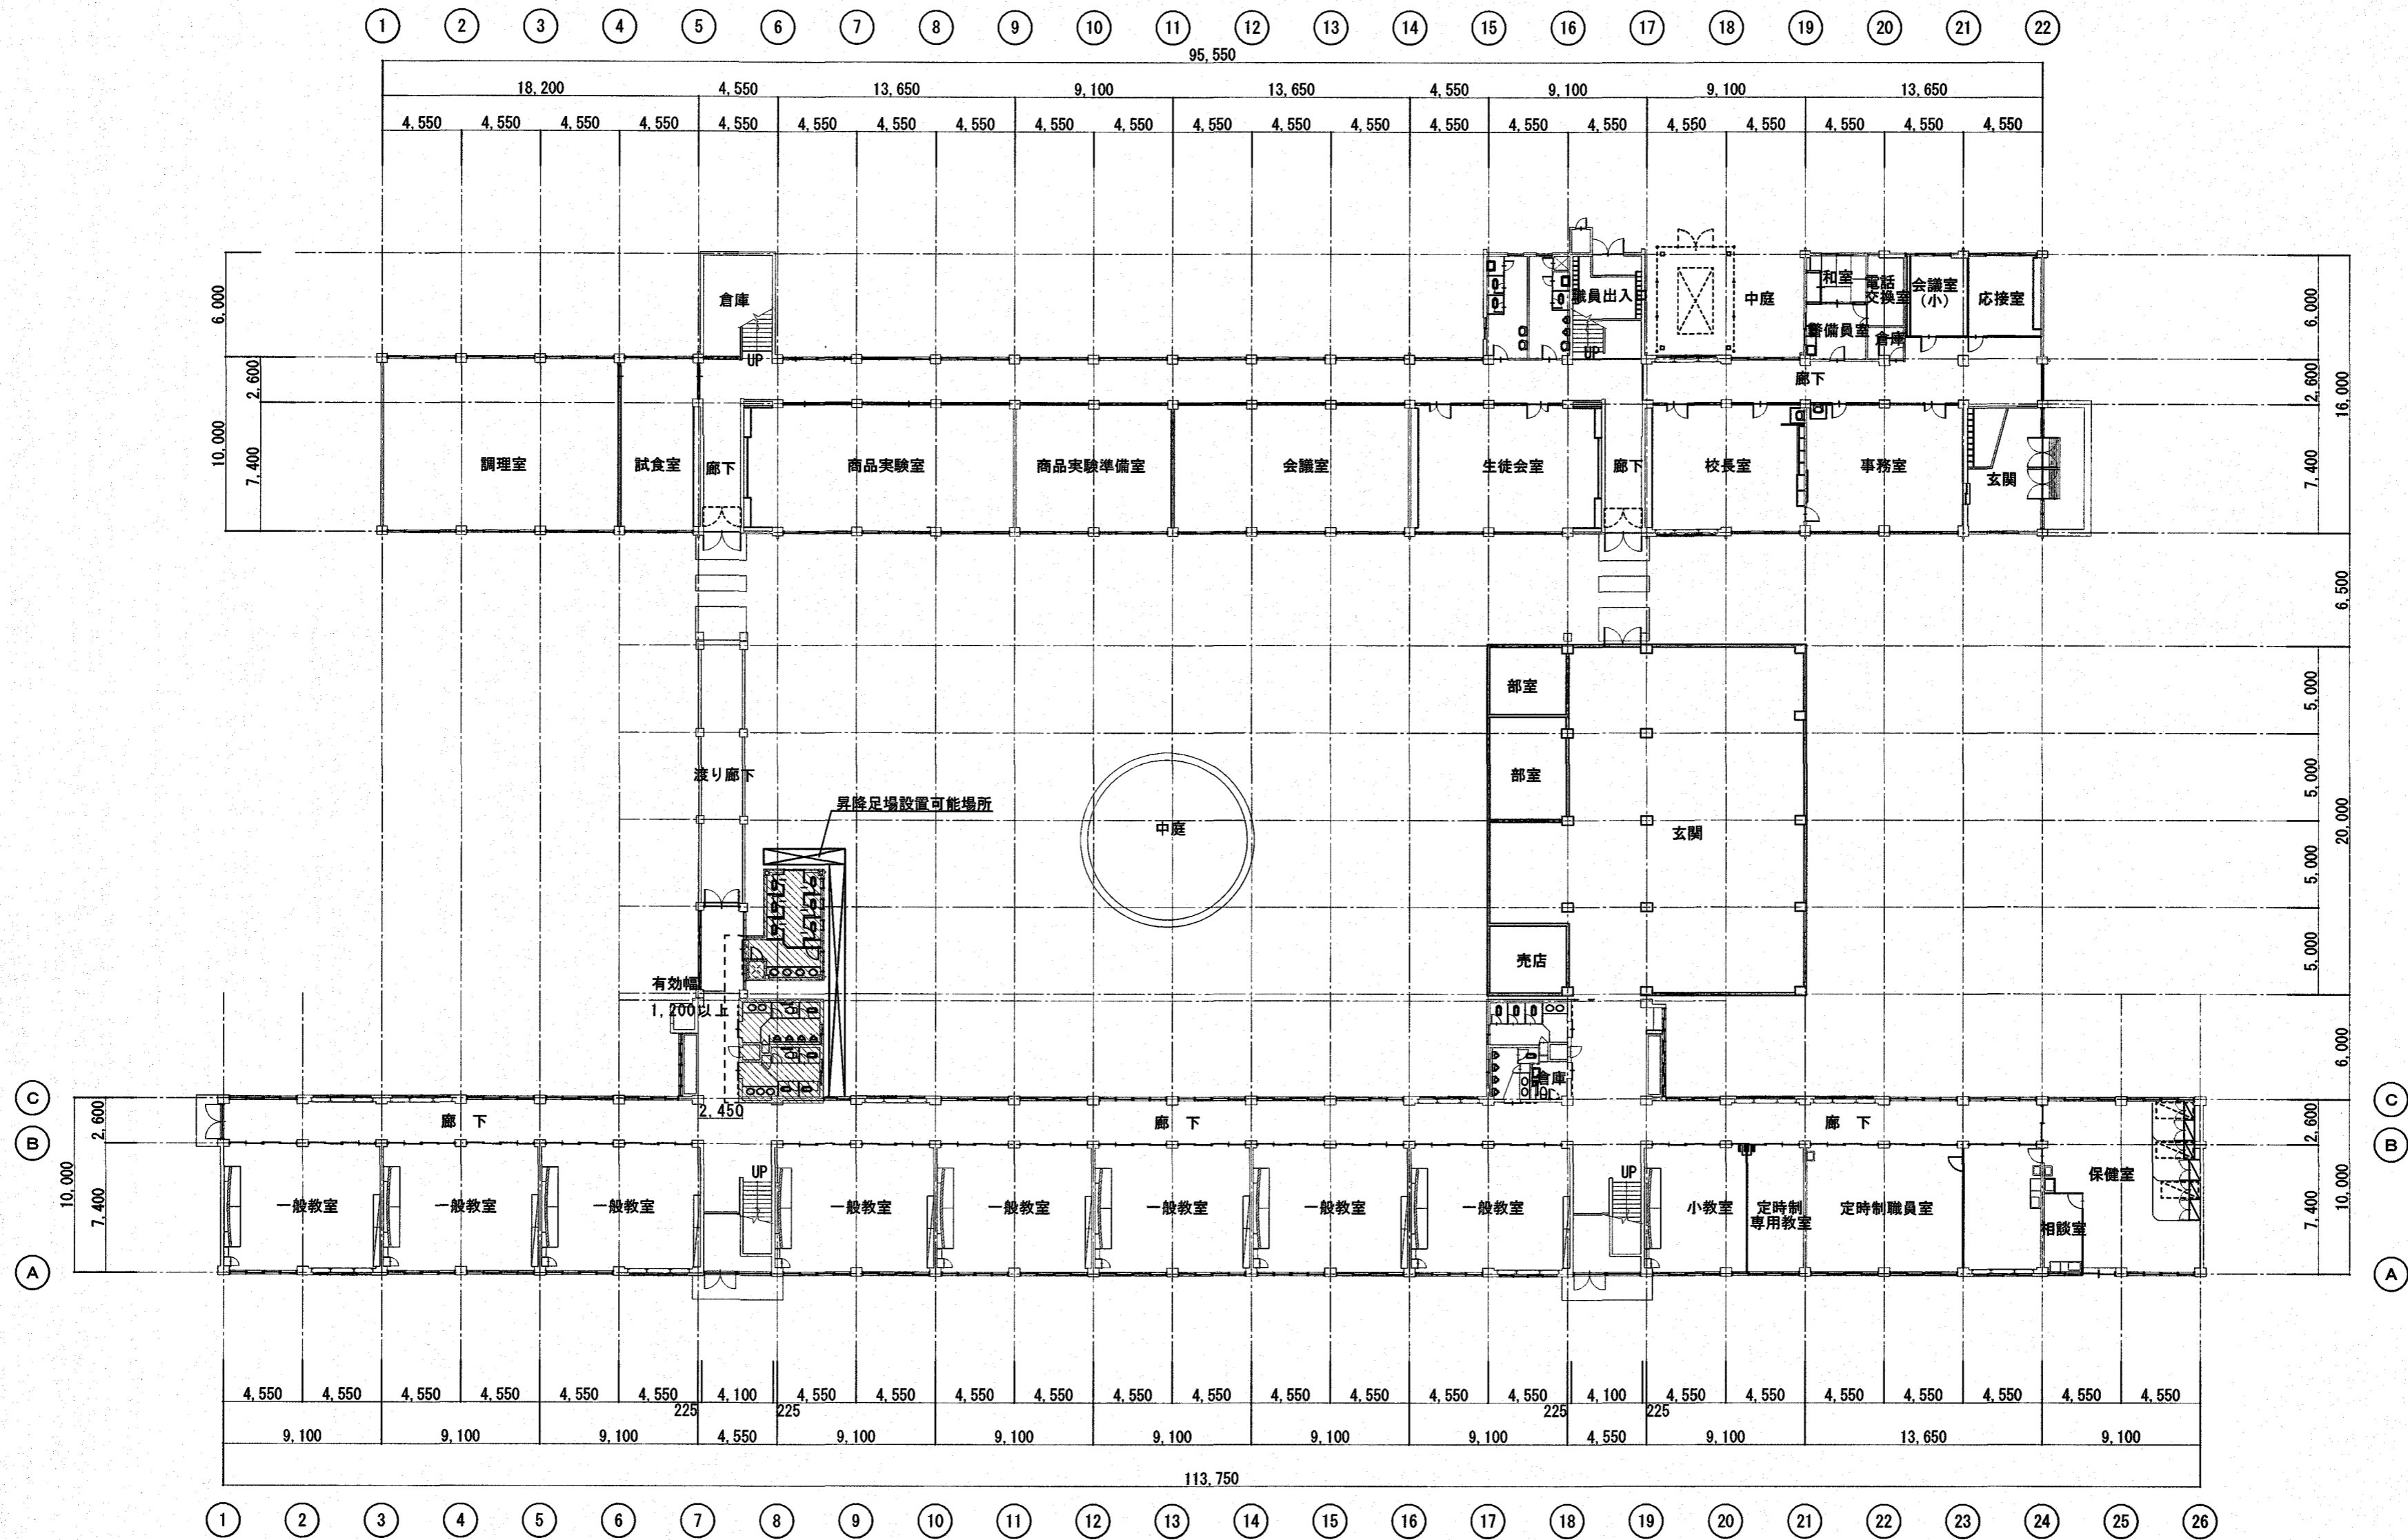 1 2 3 4 5 6 7 8 9 10 11 12 13 14 15 16 17 18 19 20 21 22
95,550
18,200 4,550 13,650 9,100 13,650 4,550 9,100 9,100 13,650
4,550 4,550 4,550 4,550 4,550 4,550 4,550 4,550 4,550 4,550 4,550 4,550 4,550 4,550 4,550 4,550 4,550 4,550 4,550 4,550 4,550
6,000
2,600
10,000
7,400
倉庫
UP
職員出入
UP
中庭
和室
電話
交換室
会議室
(小)
応接室
警備員室
倉庫
廊下
6,000
2,600
16,000
7,400
調理室
試食室
廊下
商品実験室
商品実験準備室
会議室
生徒会室
廊下
校長室
事務室
玄関
6,500
部室
部室
渡り廊下
昇降足場設置可能場所
中庭
玄関
売店
有効幅
1,200以上
5,000
5,000
20,000
5,000
5,000
6,000
倉庫
2,450
C
B
A
2,600
10,000
7,400
廊 下
廊 下
廊 下
C
B
A
2,600
10,000
7,400
一般教室
一般教室
一般教室
UP
一般教室
一般教室
一般教室
一般教室
一般教室
UP
小教室
定時制
専用教室
定時制職員室
保健室
相談室
4,550 4,550 4,550 4,550 4,550 4,550 4,100 4,550 4,550 4,550 4,550 4,550 4,550 4,550 4,550 4,550 4,550 4,100 4,550 4,550 4,550 4,550 4,550 4,550 4,550
225 225 225 225
9,100 9,100 9,100 4,550 9,100 9,100 9,100 9,100 9,100 4,550 9,100 13,650 9,100
113,750
1 2 3 4 5 6 7 8 9 10 11 12 13 14 15 16 17 18 19 20 21 22 23 24 25 26